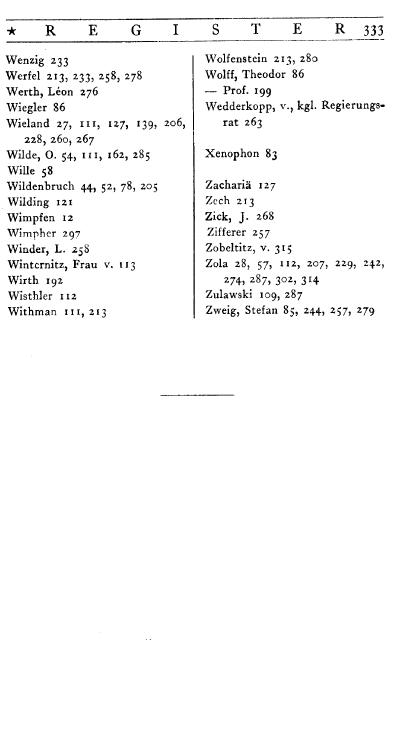 ★ R E G I S T E R 333
Wenzig 233
Werfel 213, 233, 258, 278
Werth, Léon 276
Wiegler 86
Wieland 27, 111, 127, 139, 206,
228, 260, 267
Wilde, O. 54, 111, 162, 285
Wille 58
Wildenbruch 44, 52, 78, 205
Wilding 121
Wimpfen 12
Wimpher 297
Winder, L. 258
Winternitz, Frau v. 113
Wirth 192
Wisthler 112
Withman 111, 213
Wolfenstein 213, 280
Wolff, Theodor 86
— Prof. 199
Wedderkopp, v., kgl. Regierungs-
rat 263
Xenophon 83
Zachariä 127
Zech 213
Zick, J. 268
Zifferer 257
Zobeltitz, v. 315
Zola 28, 57, 112, 207, 229, 242,
274, 287, 302, 314
Zulawski 109, 287
Zweig, Stefan 85, 244, 257, 279